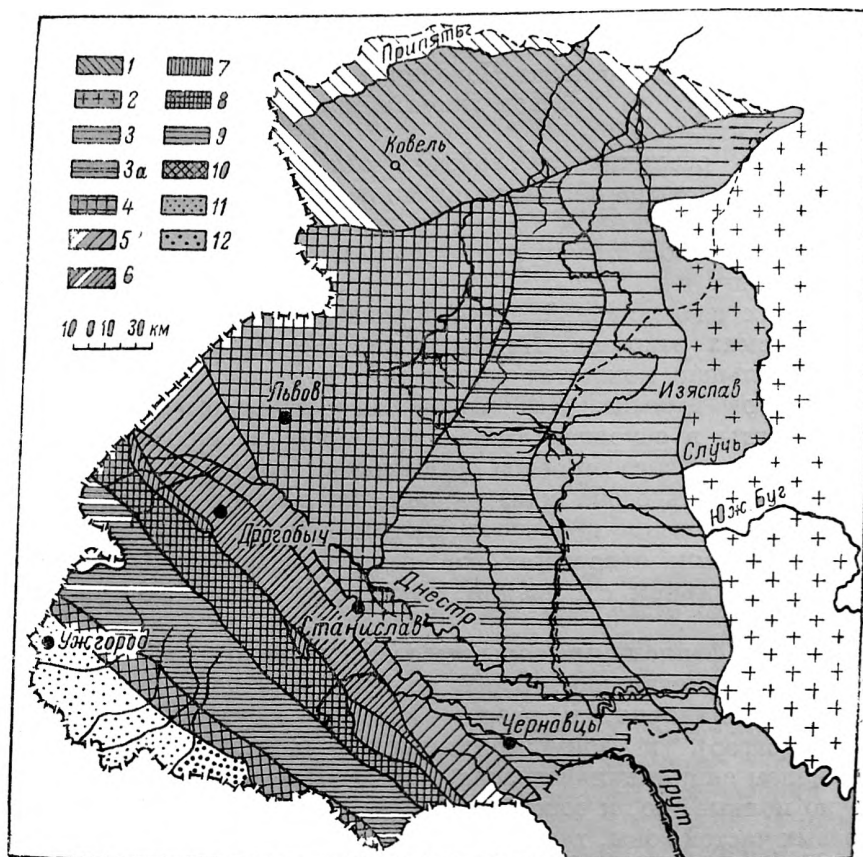 1
2
3
3а
4
5
6
7
8
9
10
11
12
10 0 10 30 км
Припять
Ковель
Львов
Изяслав
Случь
Юж. Буг
Дрогобыч
Днестр
Станислав
Ужгород
Черновцы
Прут